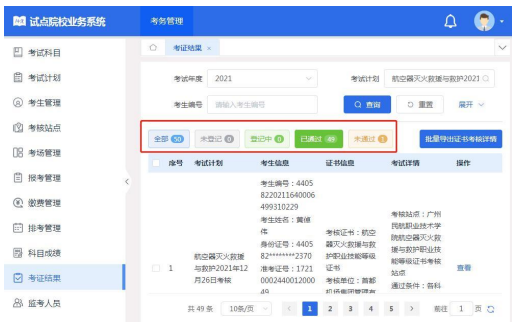 试点院校业务系统
考务管理
考试科目
考试计划
考生管理
考核站点
考场管理
报考管理
缴费管理
排考管理
科目成绩
考证结果
监考人员
考证结果 ×
考试年度 2021
考试计划 航空器灭火救援与救护2021
考生编号 请输入考生编号
查询
重置
展开
全部 50
未登记 0
登记中 0
已通过 49
未通过 1
批量导出证书考核详情
序号 考试计划 考生信息 证书信息 考试详情 操作
1
航空器灭火救援
与救护2021年12
月26日考核
考生编号：4405
8220211640006
499310229
考生姓名：黄倬
伟
身份证号：4405
82********2370
准考证号：1721
0002440012000
49
考核证书：航空
器灭火救援与救
护职业技能等级
证书
考核单位：首都
机场集团管理有
考核站点：广州
民航职业技术学
院航空器灭火救
援与救护职业技
能等级证书考核
站点
通过条件：各科
查看
共 49 条 10条/页 < 1 2 3 4 5 > 前往 1 页